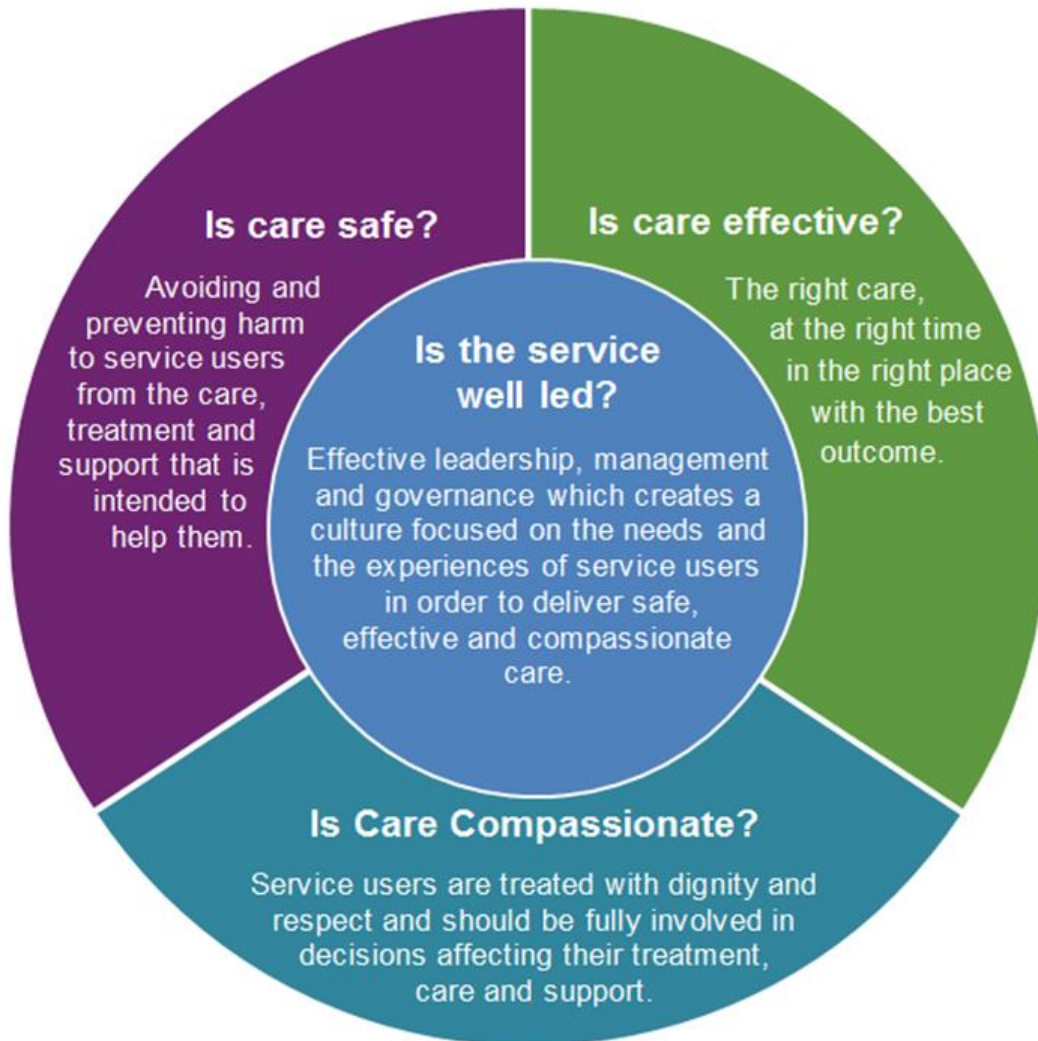 Is care safe?
Avoiding and
preventing harm
to service users
from the care,
treatment and
support that is
intended to
help them.
Is care effective?
The right care,
at the right time
in the right place
with the best
outcome.
Is the service
well led?
Effective leadership, management
and governance which creates a
culture focused on the needs and
the experiences of service users
in order to deliver safe,
effective and compassionate
care.
Is Care Compassionate?
Service users are treated with dignity and
respect and should be fully involved in
decisions affecting their treatment,
care and support.